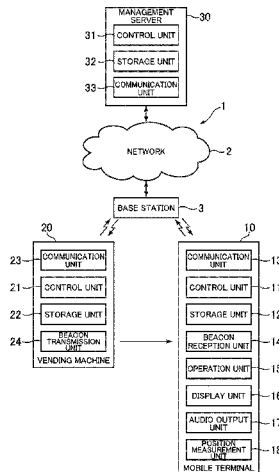 MANAGEMENT
SERVER
30
31
CONTROL UNIT
32
STORAGE UNIT
33
COMMUNICATION
UNIT
1
NETWORK
2
BASE STATION
3
20
23
COMMUNICATION
UNIT
21
CONTROL UNIT
22
STORAGE UNIT
24
BEACON
TRANSMISSION
UNIT
VENDING MACHINE
10
COMMUNICATION
UNIT
13
CONTROL UNIT
11
STORAGE UNIT
12
BEACON
RECEPTION UNIT
14
OPERATION UNIT
15
DISPLAY UNIT
16
AUDIO OUTPUT
UNIT
17
POSITION
MEASUREMENT
UNIT
18
MOBILE TERMINAL